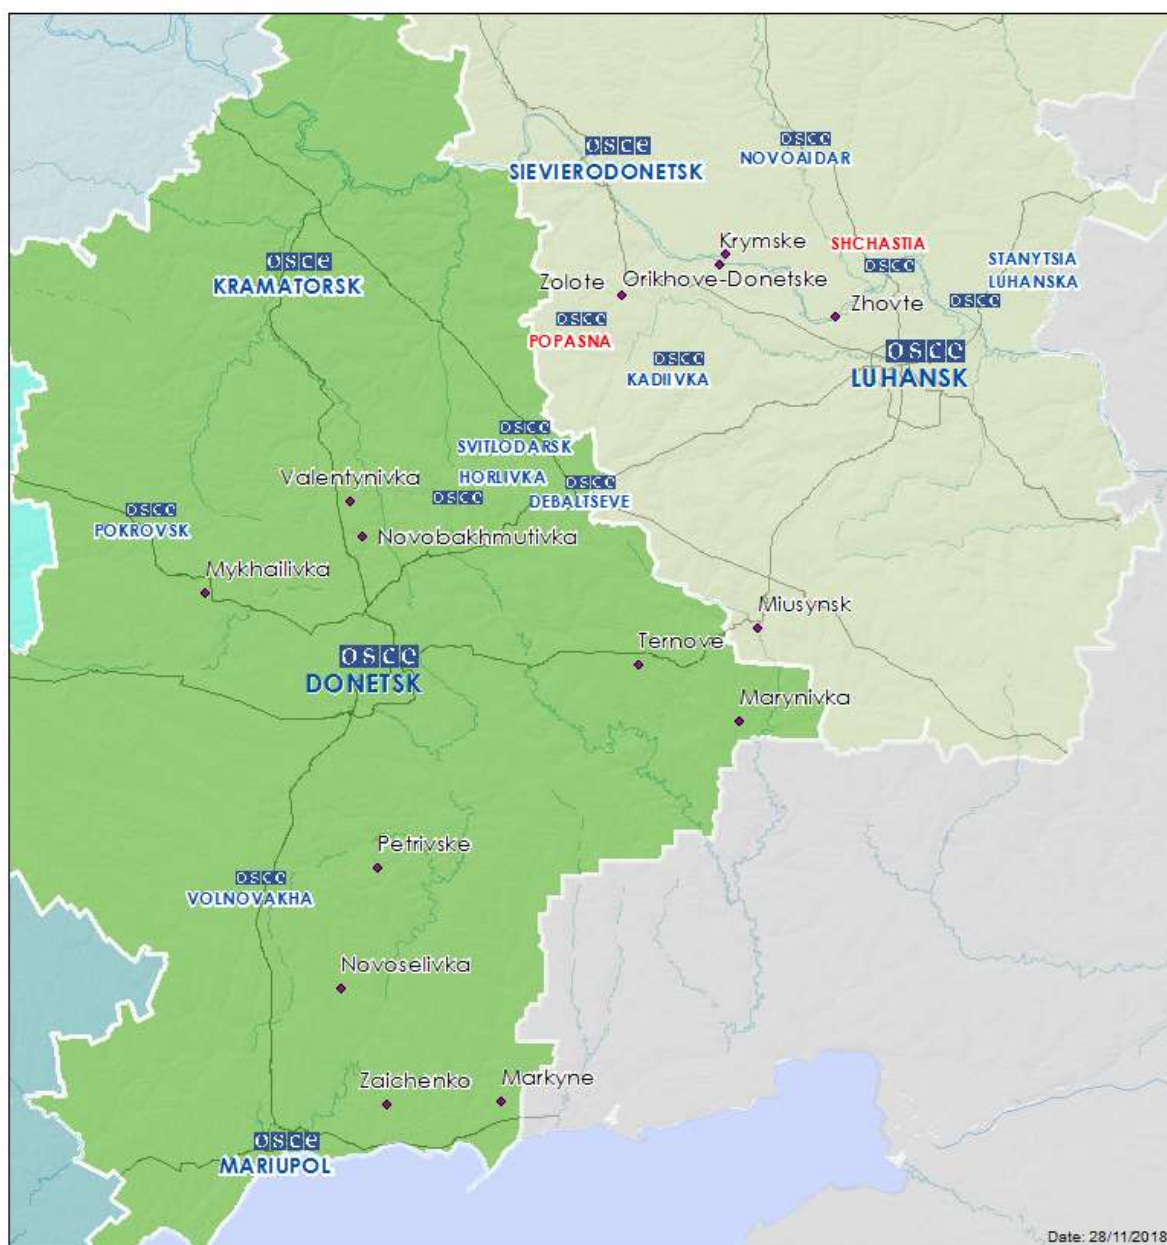 osce
SIEVIERODONETSK
osce
NOVOAIDAR
Krymske
SHCHASTIA
osce
STANYTSIA
LUHANSKA
osce
osce
KRAMATORSK
Zolote
Orikhove-Donetske
Zhovte
osce
POPASNA
osce
KADIIVKA
osce
LUHANSK
osce
SVITLODARSK
HORLIVKA
osce
osce
DEBALTSEVE
Valentynivka
osce
POKROVSK
Novobakhmutivka
Mykhailivka
Miusynsk
Ternove
osce
DONETSK
Marynivka
Petrivske
osce
VOLNOVAKHA
Novoselivka
Zaichenko
Markyne
osce
MARIUPOL
Date: 28/11/2018